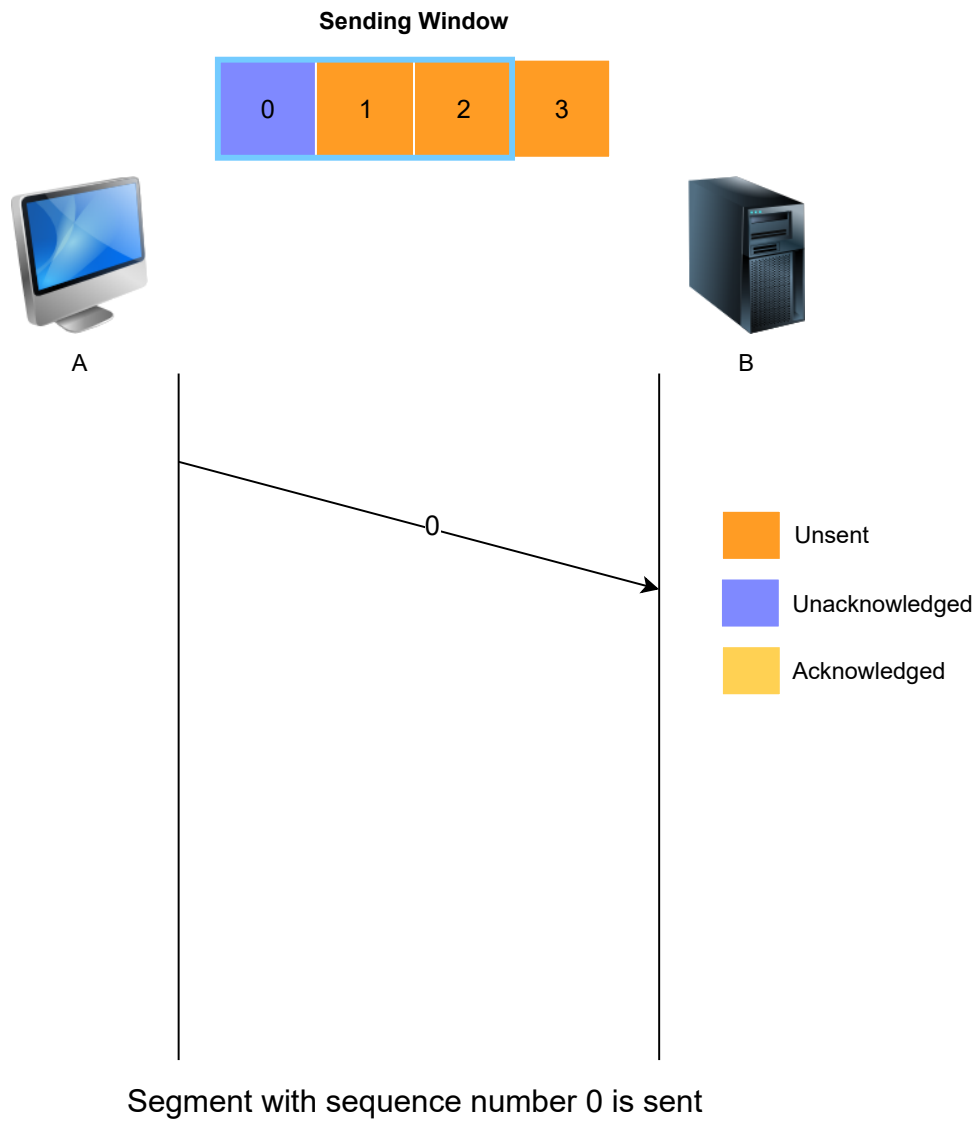 Sending Window
0 1 2 3
A B
0
Unsent
Unacknowledged
Acknowledged
Segment with sequence number 0 is sent